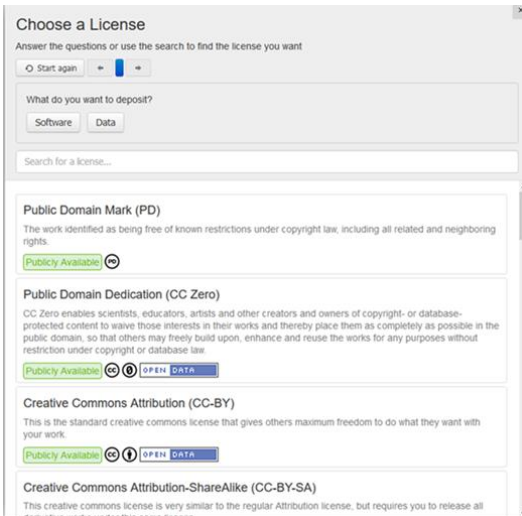 Choose a License
Answer the questions or use the search to find the license you want
Start again
What do you want to deposit?
Software Data
Search for a license...
Public Domain Mark (PD)
The work identified as being free of known restrictions under copyright law, including all related and neighboring
rights.
Publicly Available PD
Public Domain Dedication (CC Zero)
CC Zero enables scientists, educators, artists and other creators and owners of copyright- or database-
protected content to waive those interests in their works and thereby place them as completely as possible in the
public domain, so that others may freely build upon, enhance and reuse the works for any purposes without
restriction under copyright or database law.
Publicly Available cc 0 OPEN DATA
Creative Commons Attribution (CC-BY)
This is the standard creative commons license that gives others maximum freedom to do what they want with
your work.
Publicly Available cc OPEN DATA
Creative Commons Attribution-ShareAlike (CC-BY-SA)
This creative commons license is very similar to the regular Attribution license, but requires you to release all